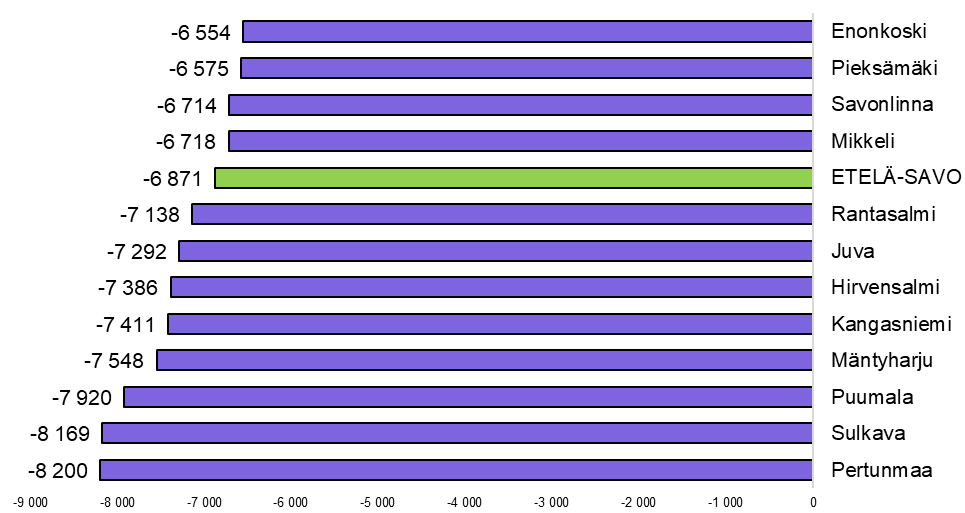 -6 554 Enonkoski
-6 575 Pieksämäki
-6 714 Savonlinna
-6 718 Mikkeli
-6 871 ETELÄ-SAVO
-7 138 Rantasalmi
-7 292 Juva
-7 386 Hirvensalmi
-7 411 Kangasniemi
-7 548 Mäntyharju
-7 920 Puumala
-8 169 Sulkava
-8 200 Pertunmaa
-9 000 -8 000 -7 000 -6 000 -5 000 -4 000 -3 000 -2 000 -1 000 0